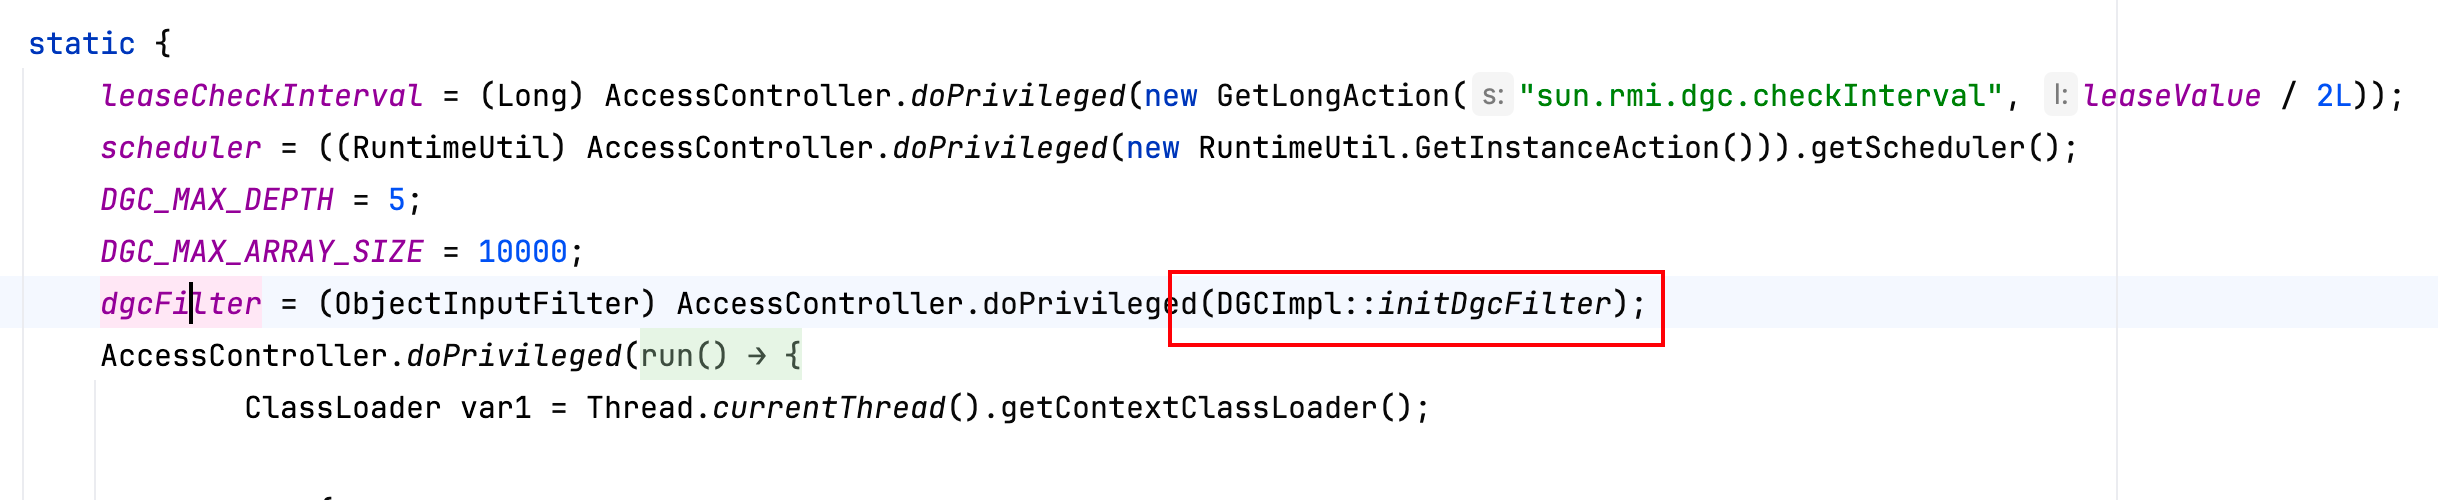 static {
leaseCheckInterval = (Long) AccessController.doPrivileged(new GetLongAction( s: "sun.rmi.dgc.checkInterval", l: leaseValue / 2L));
scheduler = ((RuntimeUtil) AccessController.doPrivileged(new RuntimeUtil.GetInstanceAction())).getScheduler();
DGC_MAX_DEPTH = 5;
DGC_MAX_ARRAY_SIZE = 10000;
dgcFilter = (ObjectInputFilter) AccessController.doPrivileged(DGCImpl::initDgcFilter);
AccessController.doPrivileged(run() → {
ClassLoader var1 = Thread.currentThread().getContextClassLoader();